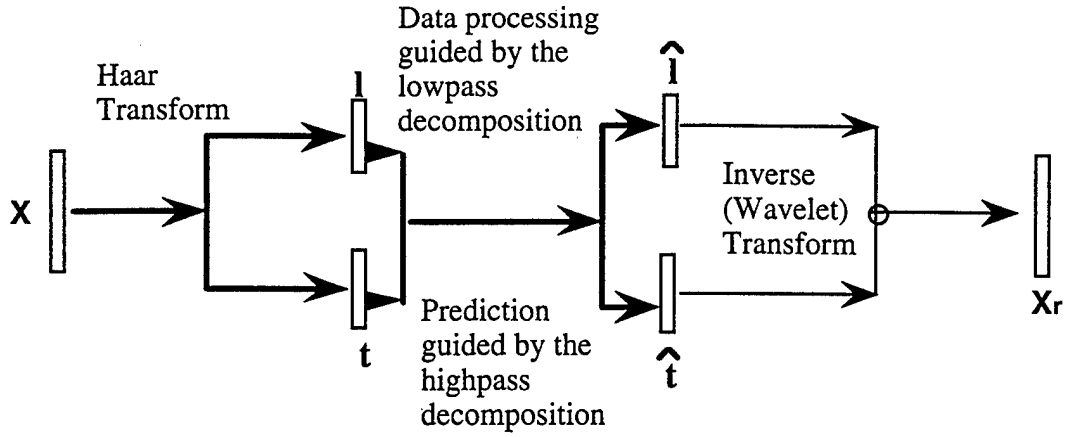 Data processing
guided by the
lowpass
decomposition
Haar
Transform
l
l̂
X
Inverse
(Wavelet)
Transform
Xr
t
Prediction
guided by the
highpass
decomposition
t̂